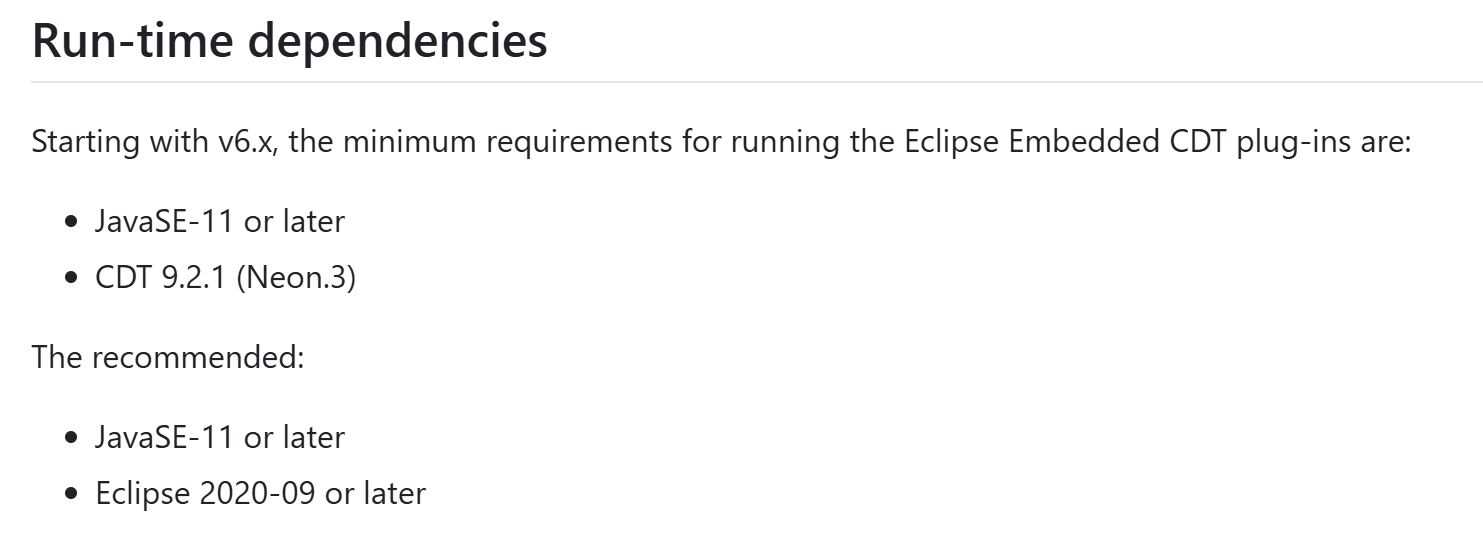 Run-time dependencies
Starting with v6.x, the minimum requirements for running the Eclipse Embedded CDT plug-ins are:
• JavaSE-11 or later
• CDT 9.2.1 (Neon.3)
The recommended:
• JavaSE-11 or later
• Eclipse 2020-09 or later